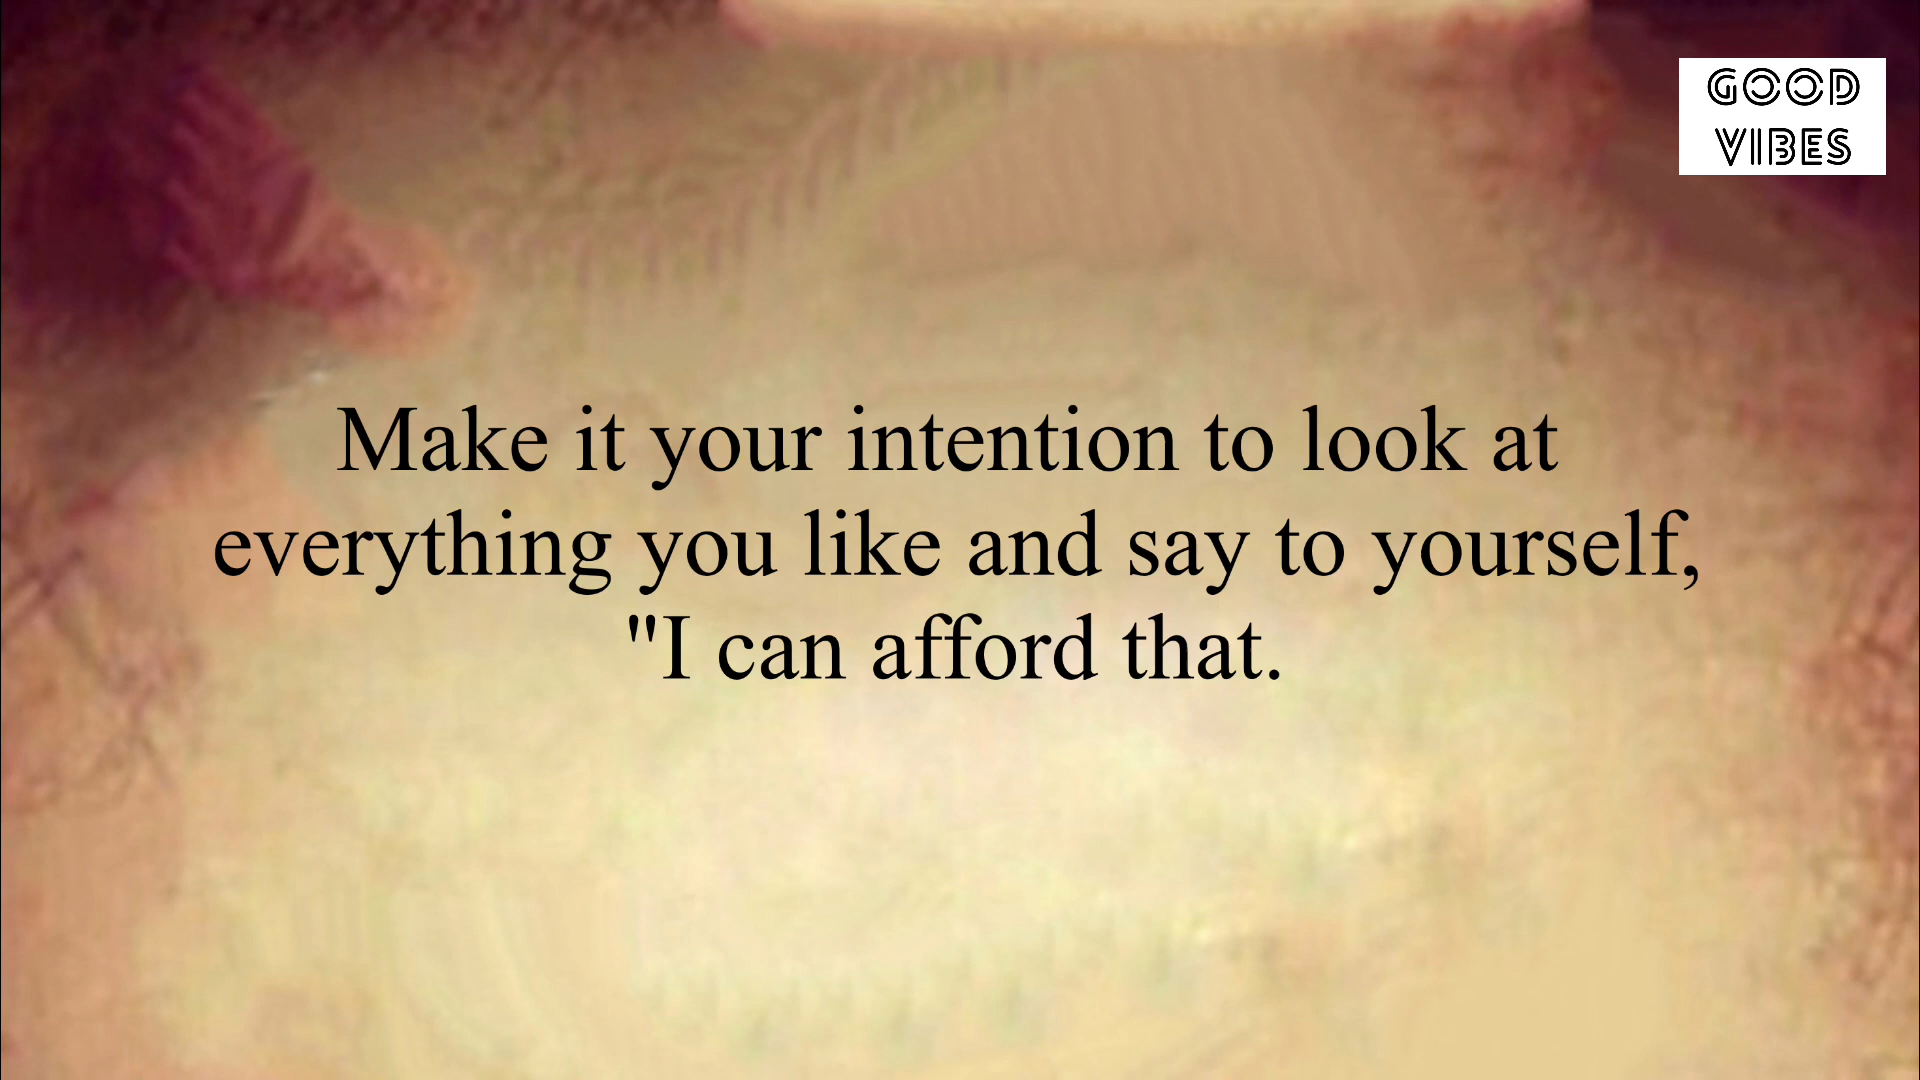 GOOD
VIBES
Make it your intention to look at
everything you like and say to yourself,
"I can afford that.